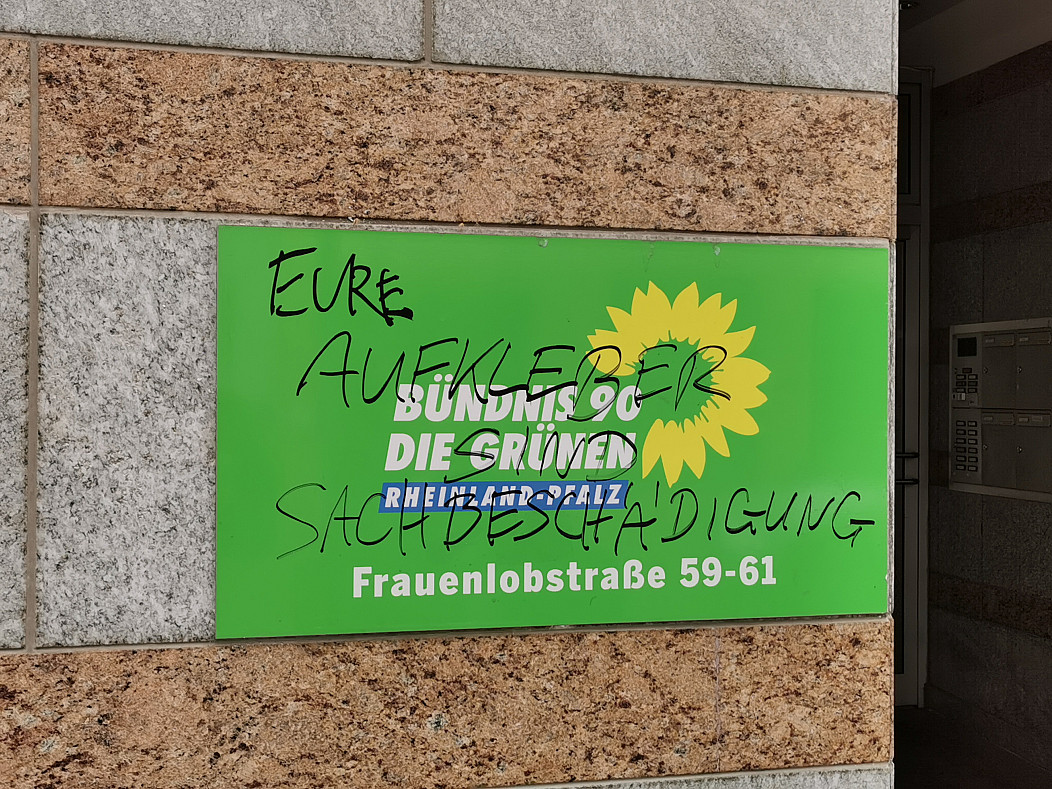 EURE
AUFKLEBER
BÜNDNIS 90
DIE GRÜNEN
SIND
RHEINLAND-PFALZ
SACHBESCHÄDIGUNG
Frauenlobstraße 59-61